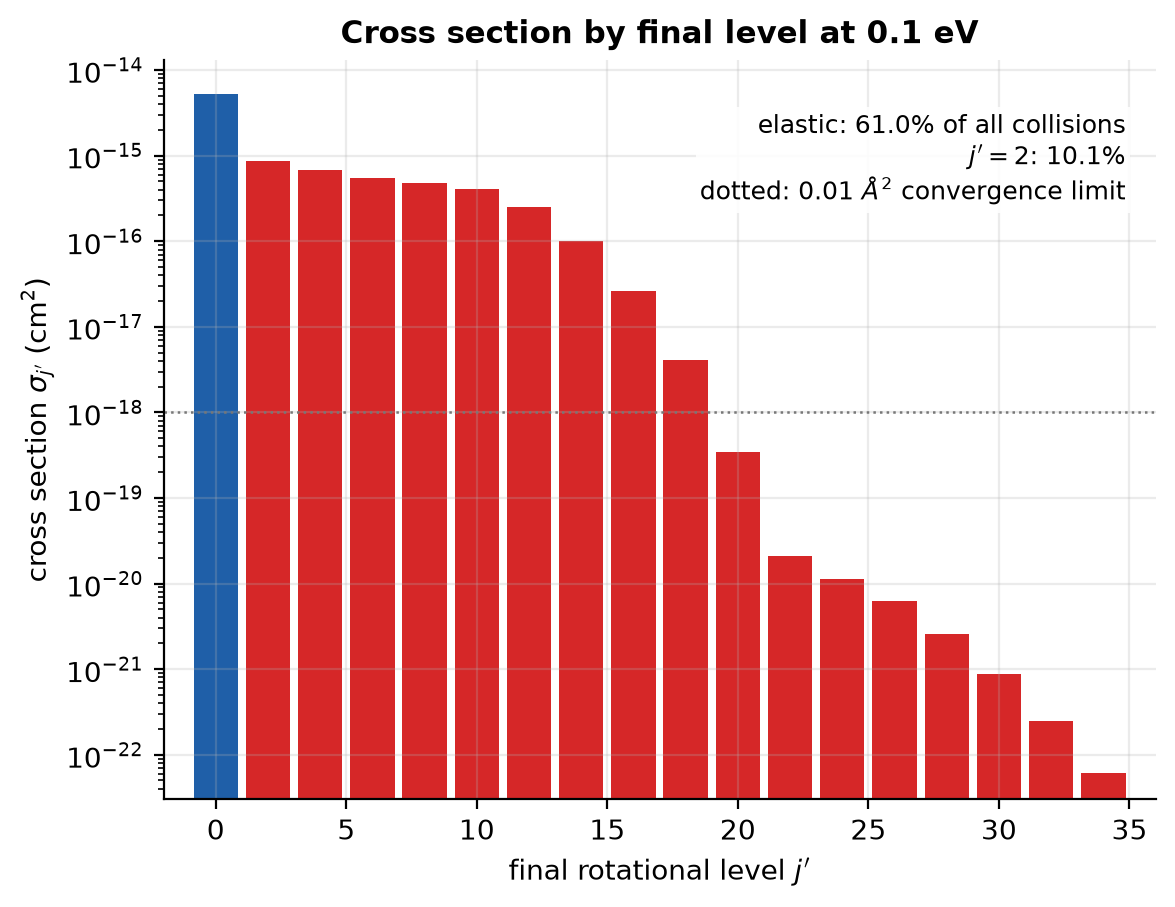 Cross section by final level at 0.1 eV
elastic: 61.0% of all collisions
j′ = 2: 10.1%
dotted: 0.01 Å² convergence limit
cross section σⱼ′ (cm²)
10⁻¹⁴
10⁻¹⁵
10⁻¹⁶
10⁻¹⁷
10⁻¹⁸
10⁻¹⁹
10⁻²⁰
10⁻²¹
10⁻²²
0 5 10 15 20 25 30 35
final rotational level j′